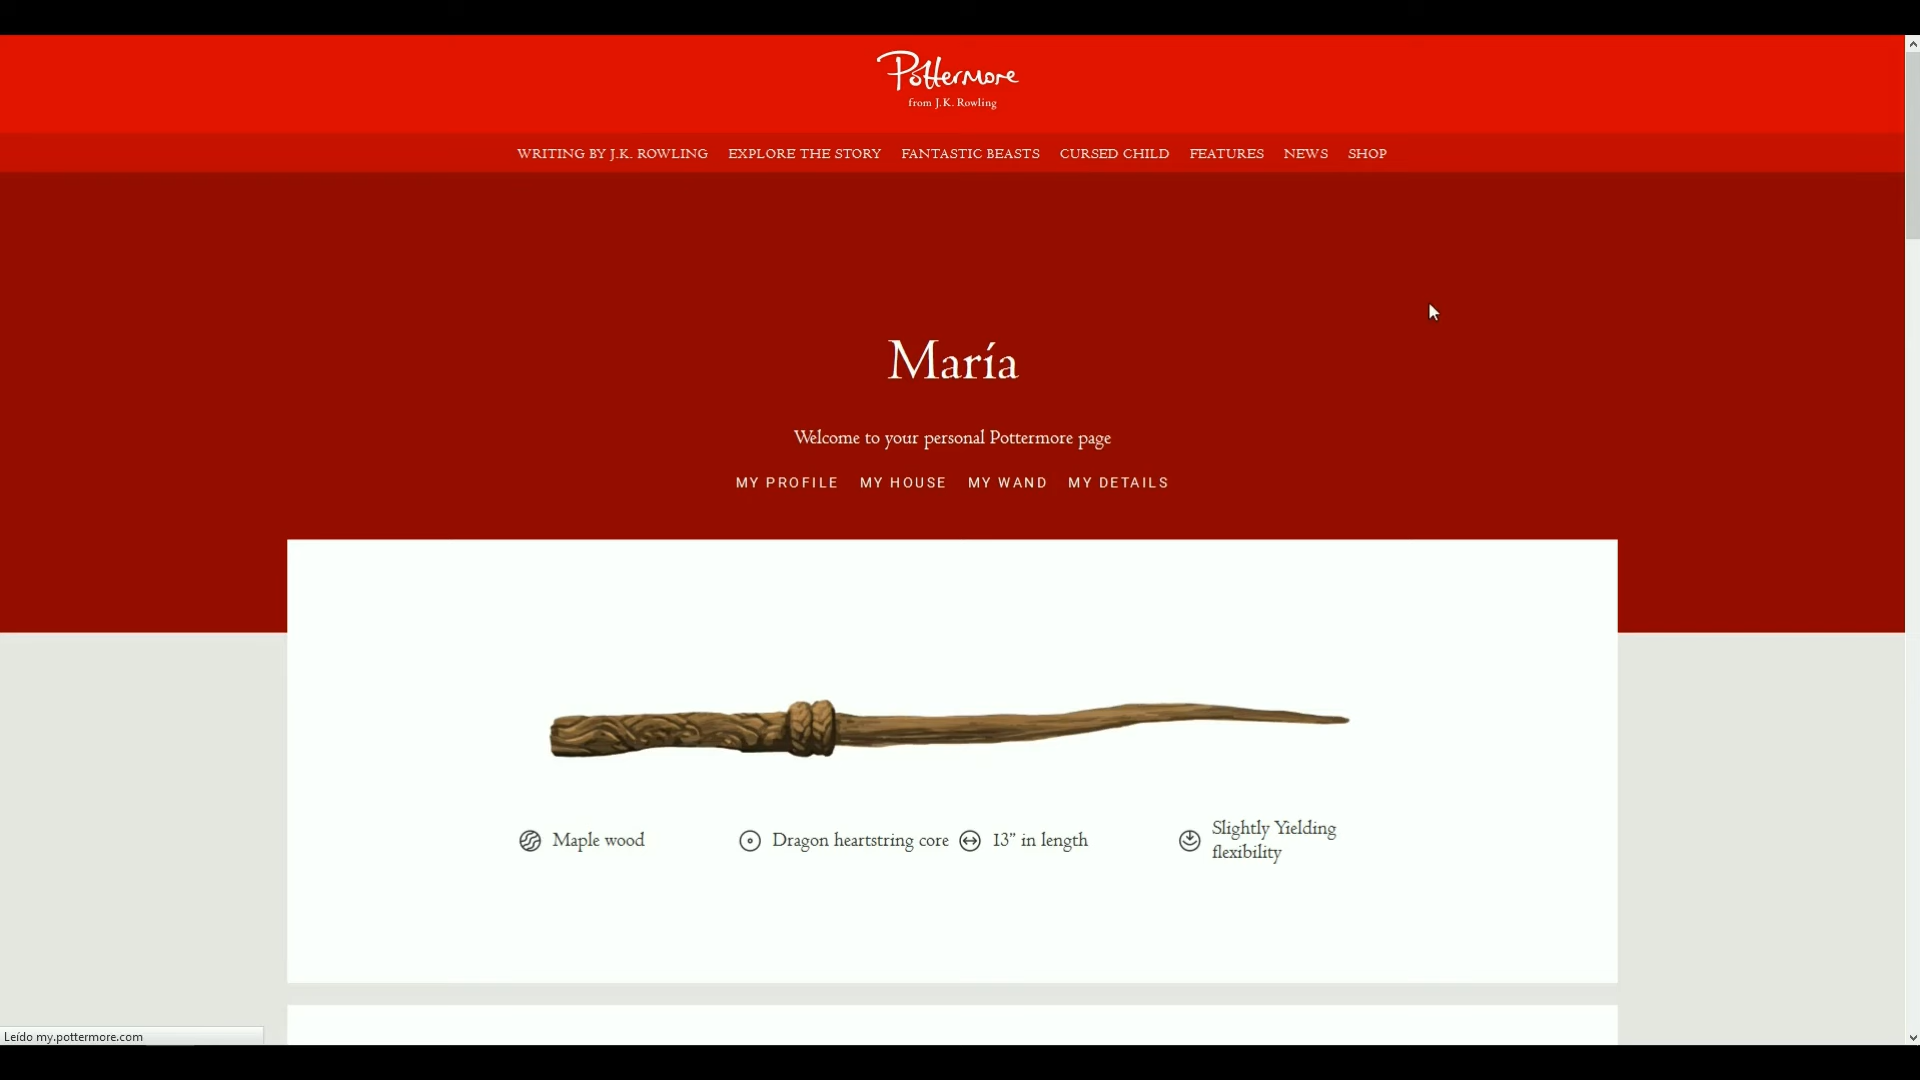 Pottermore
from J.K. Rowling
WRITING BY J.K. ROWLING EXPLORE THE STORY FANTASTIC BEASTS CURSED CHILD FEATURES NEWS SHOP
María
Welcome to your personal Pottermore page
MY PROFILE MY HOUSE MY WAND MY DETAILS
Maple wood Dragon heartstring core 13” in length Slightly Yielding
flexibility
Leído my.pottermore.com